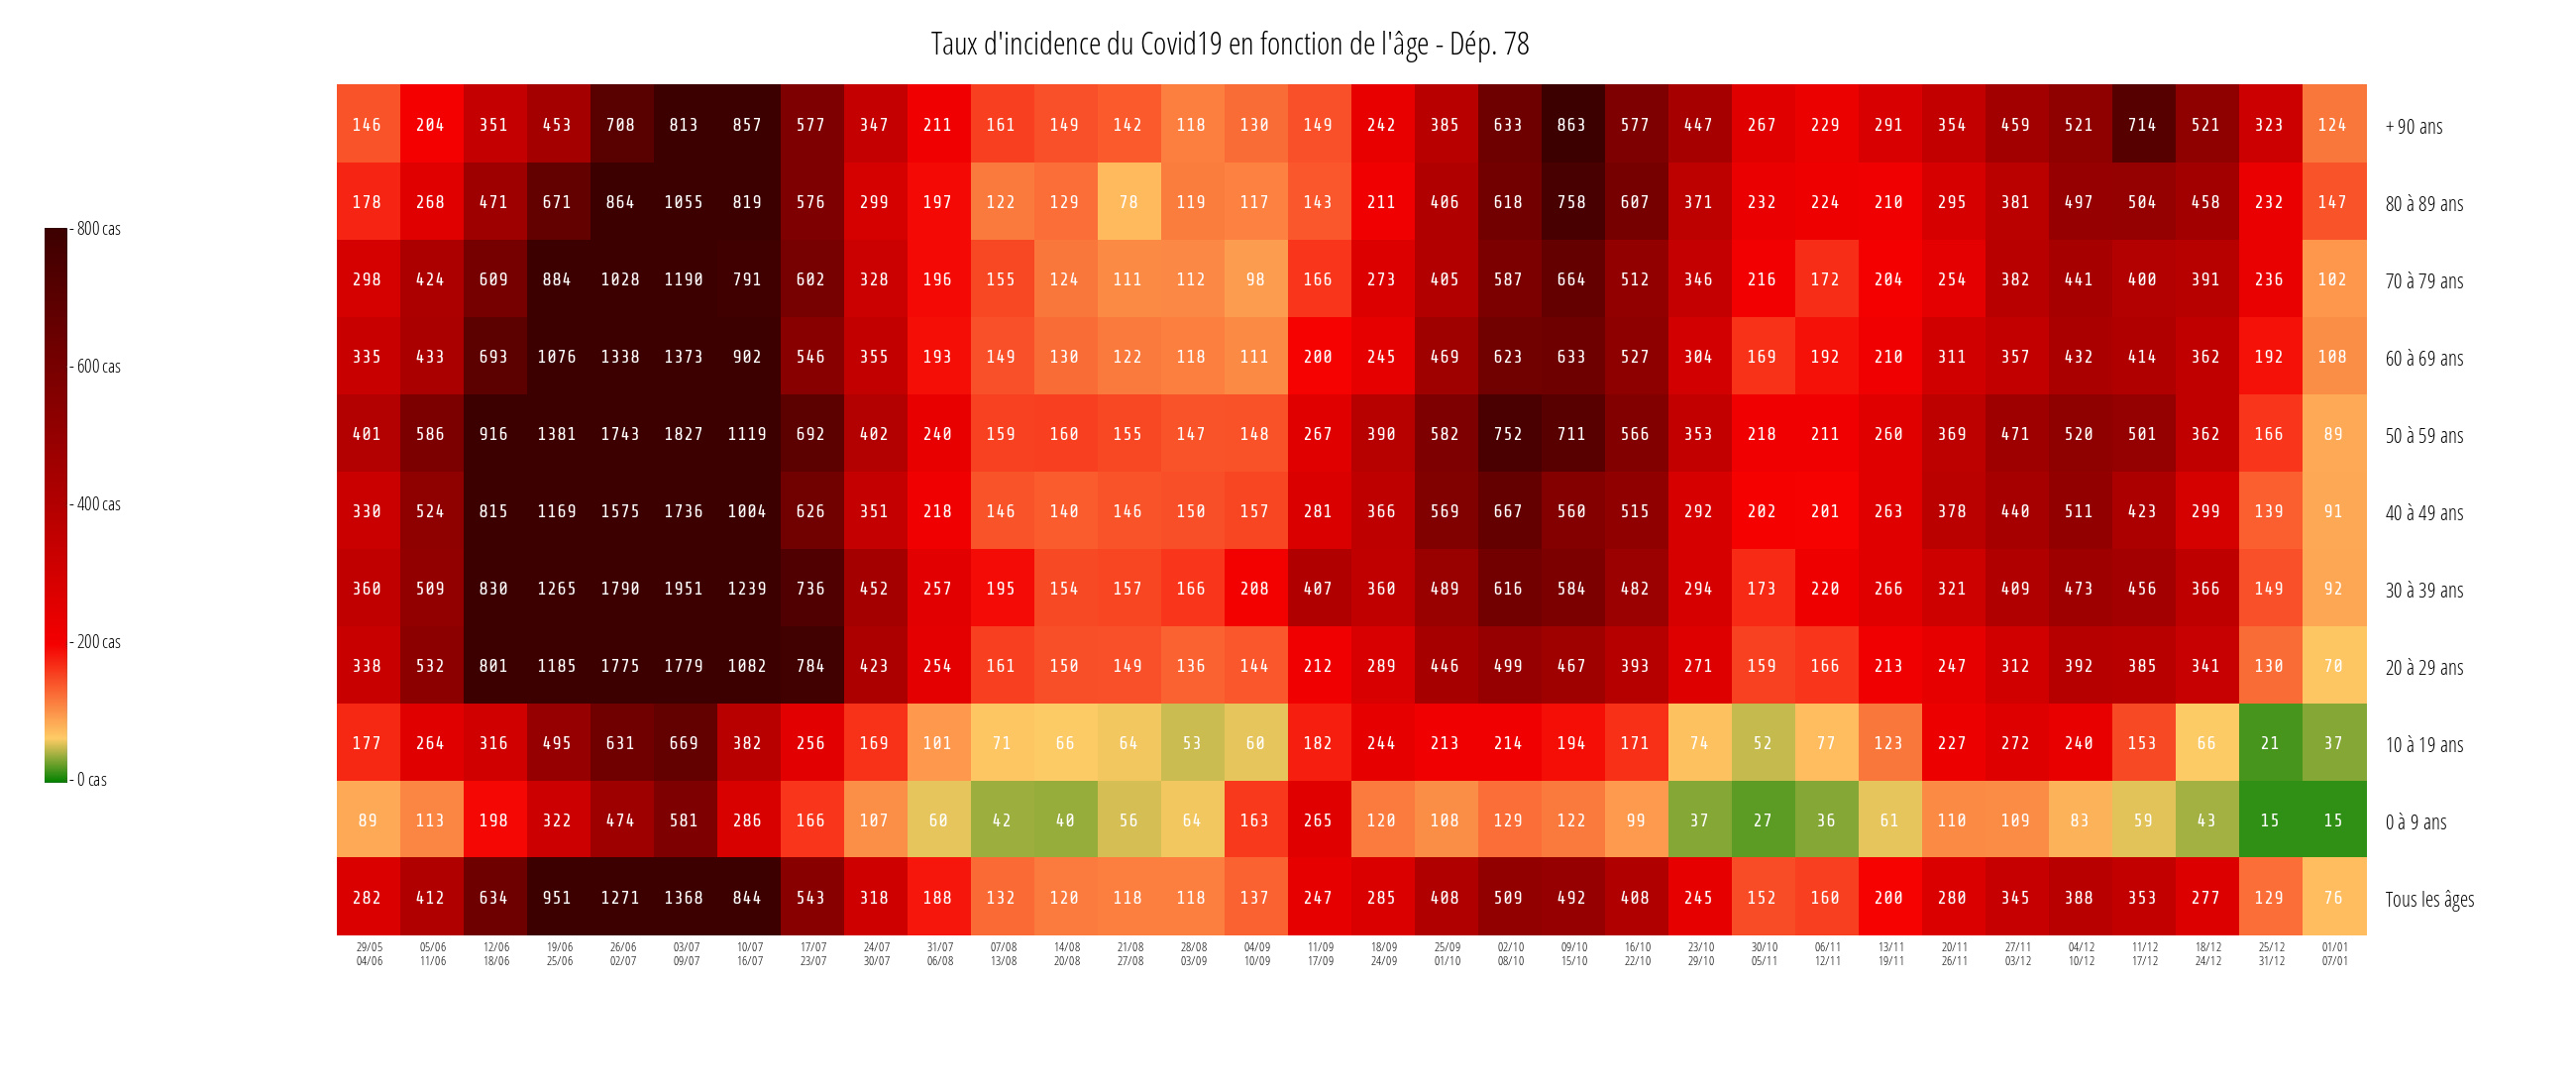 Taux d'incidence du Covid19 en fonction de l'âge - Dép. 78
146 204 351 453 708 813 857 577 347 211 161 149 142 118 130 149 242 385 633 863 577 447 267 229 291 354 459 521 714 521 323 124 + 90 ans
178 268 471 671 864 1055 819 576 299 197 122 129 78 119 117 143 211 406 618 758 607 371 232 224 210 295 381 497 504 458 232 147 80 à 89 ans
- 800 cas
298 424 609 884 1028 1190 791 602 328 196 155 124 111 112 98 166 273 405 587 664 512 346 216 172 204 254 382 441 400 391 236 102 70 à 79 ans
335 433 693 1076 1338 1373 902 546 355 193 149 130 122 118 111 200 245 469 623 633 527 304 169 192 210 311 357 432 414 362 192 108 60 à 69 ans
- 600 cas
401 586 916 1381 1743 1827 1119 692 402 240 159 160 155 147 148 267 390 582 752 711 566 353 218 211 260 369 471 520 501 362 166 89 50 à 59 ans
- 400 cas
330 524 815 1169 1575 1736 1004 626 351 218 146 140 146 150 157 281 366 569 667 560 515 292 202 201 263 378 440 511 423 299 139 91 40 à 49 ans
360 509 830 1265 1790 1951 1239 736 452 257 195 154 157 166 208 407 360 489 616 584 482 294 173 220 266 321 409 473 456 366 149 92 30 à 39 ans
- 200 cas
338 532 801 1185 1775 1779 1082 784 423 254 161 150 149 136 144 212 289 446 499 467 393 271 159 166 213 247 312 392 385 341 130 70 20 à 29 ans
177 264 316 495 631 669 382 256 169 101 71 66 64 53 60 182 244 213 214 194 171 74 52 77 123 227 272 240 153 66 21 37 10 à 19 ans
- 0 cas
89 113 198 322 474 581 286 166 107 60 42 40 56 64 163 265 120 108 129 122 99 37 27 36 61 110 109 83 59 43 15 15 0 à 9 ans
282 412 634 951 1271 1368 844 543 318 188 132 120 118 118 137 247 285 408 509 492 408 245 152 160 200 280 345 388 353 277 129 76 Tous les âges
29/05 05/06 12/06 19/06 26/06 03/07 10/07 17/07 24/07 31/07 07/08 14/08 21/08 28/08 04/09 11/09 18/09 25/09 02/10 09/10 16/10 23/10 30/10 06/11 13/11 20/11 27/11 04/12 11/12 18/12 25/12 01/01
04/06 11/06 18/06 25/06 02/07 09/07 16/07 23/07 30/07 06/08 13/08 20/08 27/08 03/09 10/09 17/09 24/09 01/10 08/10 15/10 22/10 29/10 05/11 12/11 19/11 26/11 03/12 10/12 17/12 24/12 31/12 07/01